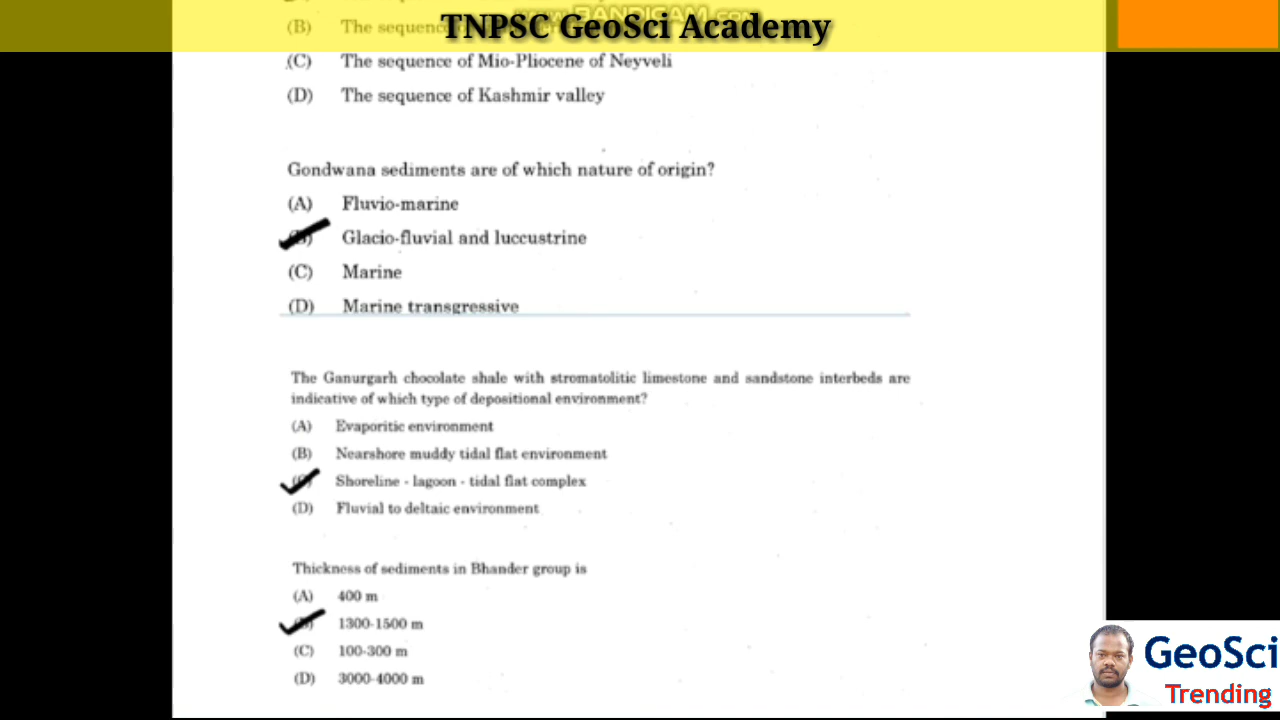 BANDICAM
TNPSC GeoSci Academy
(B) The sequence
(C) The sequence of Mio-Pliocene of Neyveli
(D) The sequence of Kashmir valley
Gondwana sediments are of which nature of origin?
(A) Fluvio-marine
Glacio-fluvial and luccustrine
(C) Marine
(D) Marine transgressive
The Ganurgarh chocolate shale with stromatolitic limestone and sandstone interbeds are
indicative of which type of depositional environment?
(A) Evaporitic environment
(B) Nearshore muddy tidal flat environment
Shoreline - lagoon - tidal flat complex
(D) Fluvial to deltaic environment
Thickness of sediments in Bhander group is
(A) 400 m
1300-1500 m
(C) 100-300 m
(D) 3000-4000 m
GeoSci
Trending